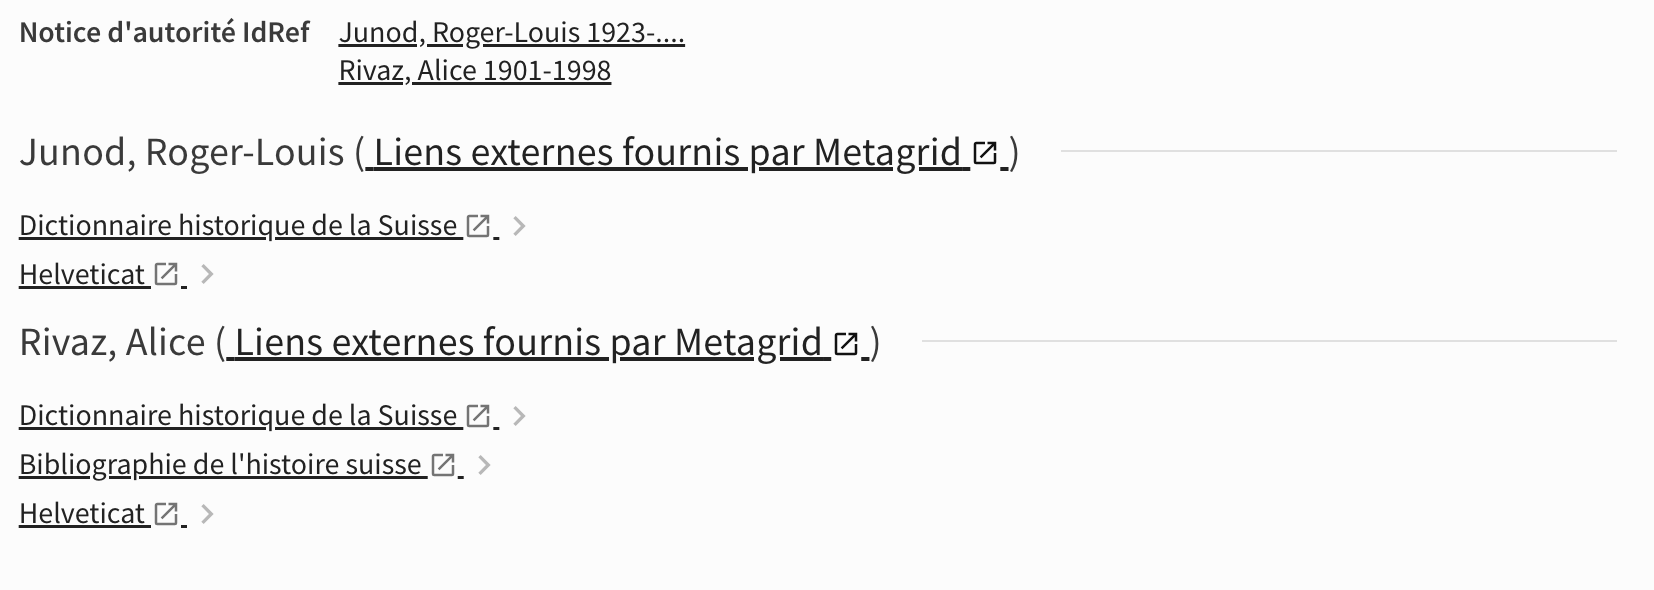 Notice d'autorité IdRef Junod, Roger-Louis 1923-....
Rivaz, Alice 1901-1998
Junod, Roger-Louis ( Liens externes fournis par Metagrid )
Dictionnaire historique de la Suisse
Helveticat
Rivaz, Alice ( Liens externes fournis par Metagrid )
Dictionnaire historique de la Suisse
Bibliographie de l'histoire suisse
Helveticat